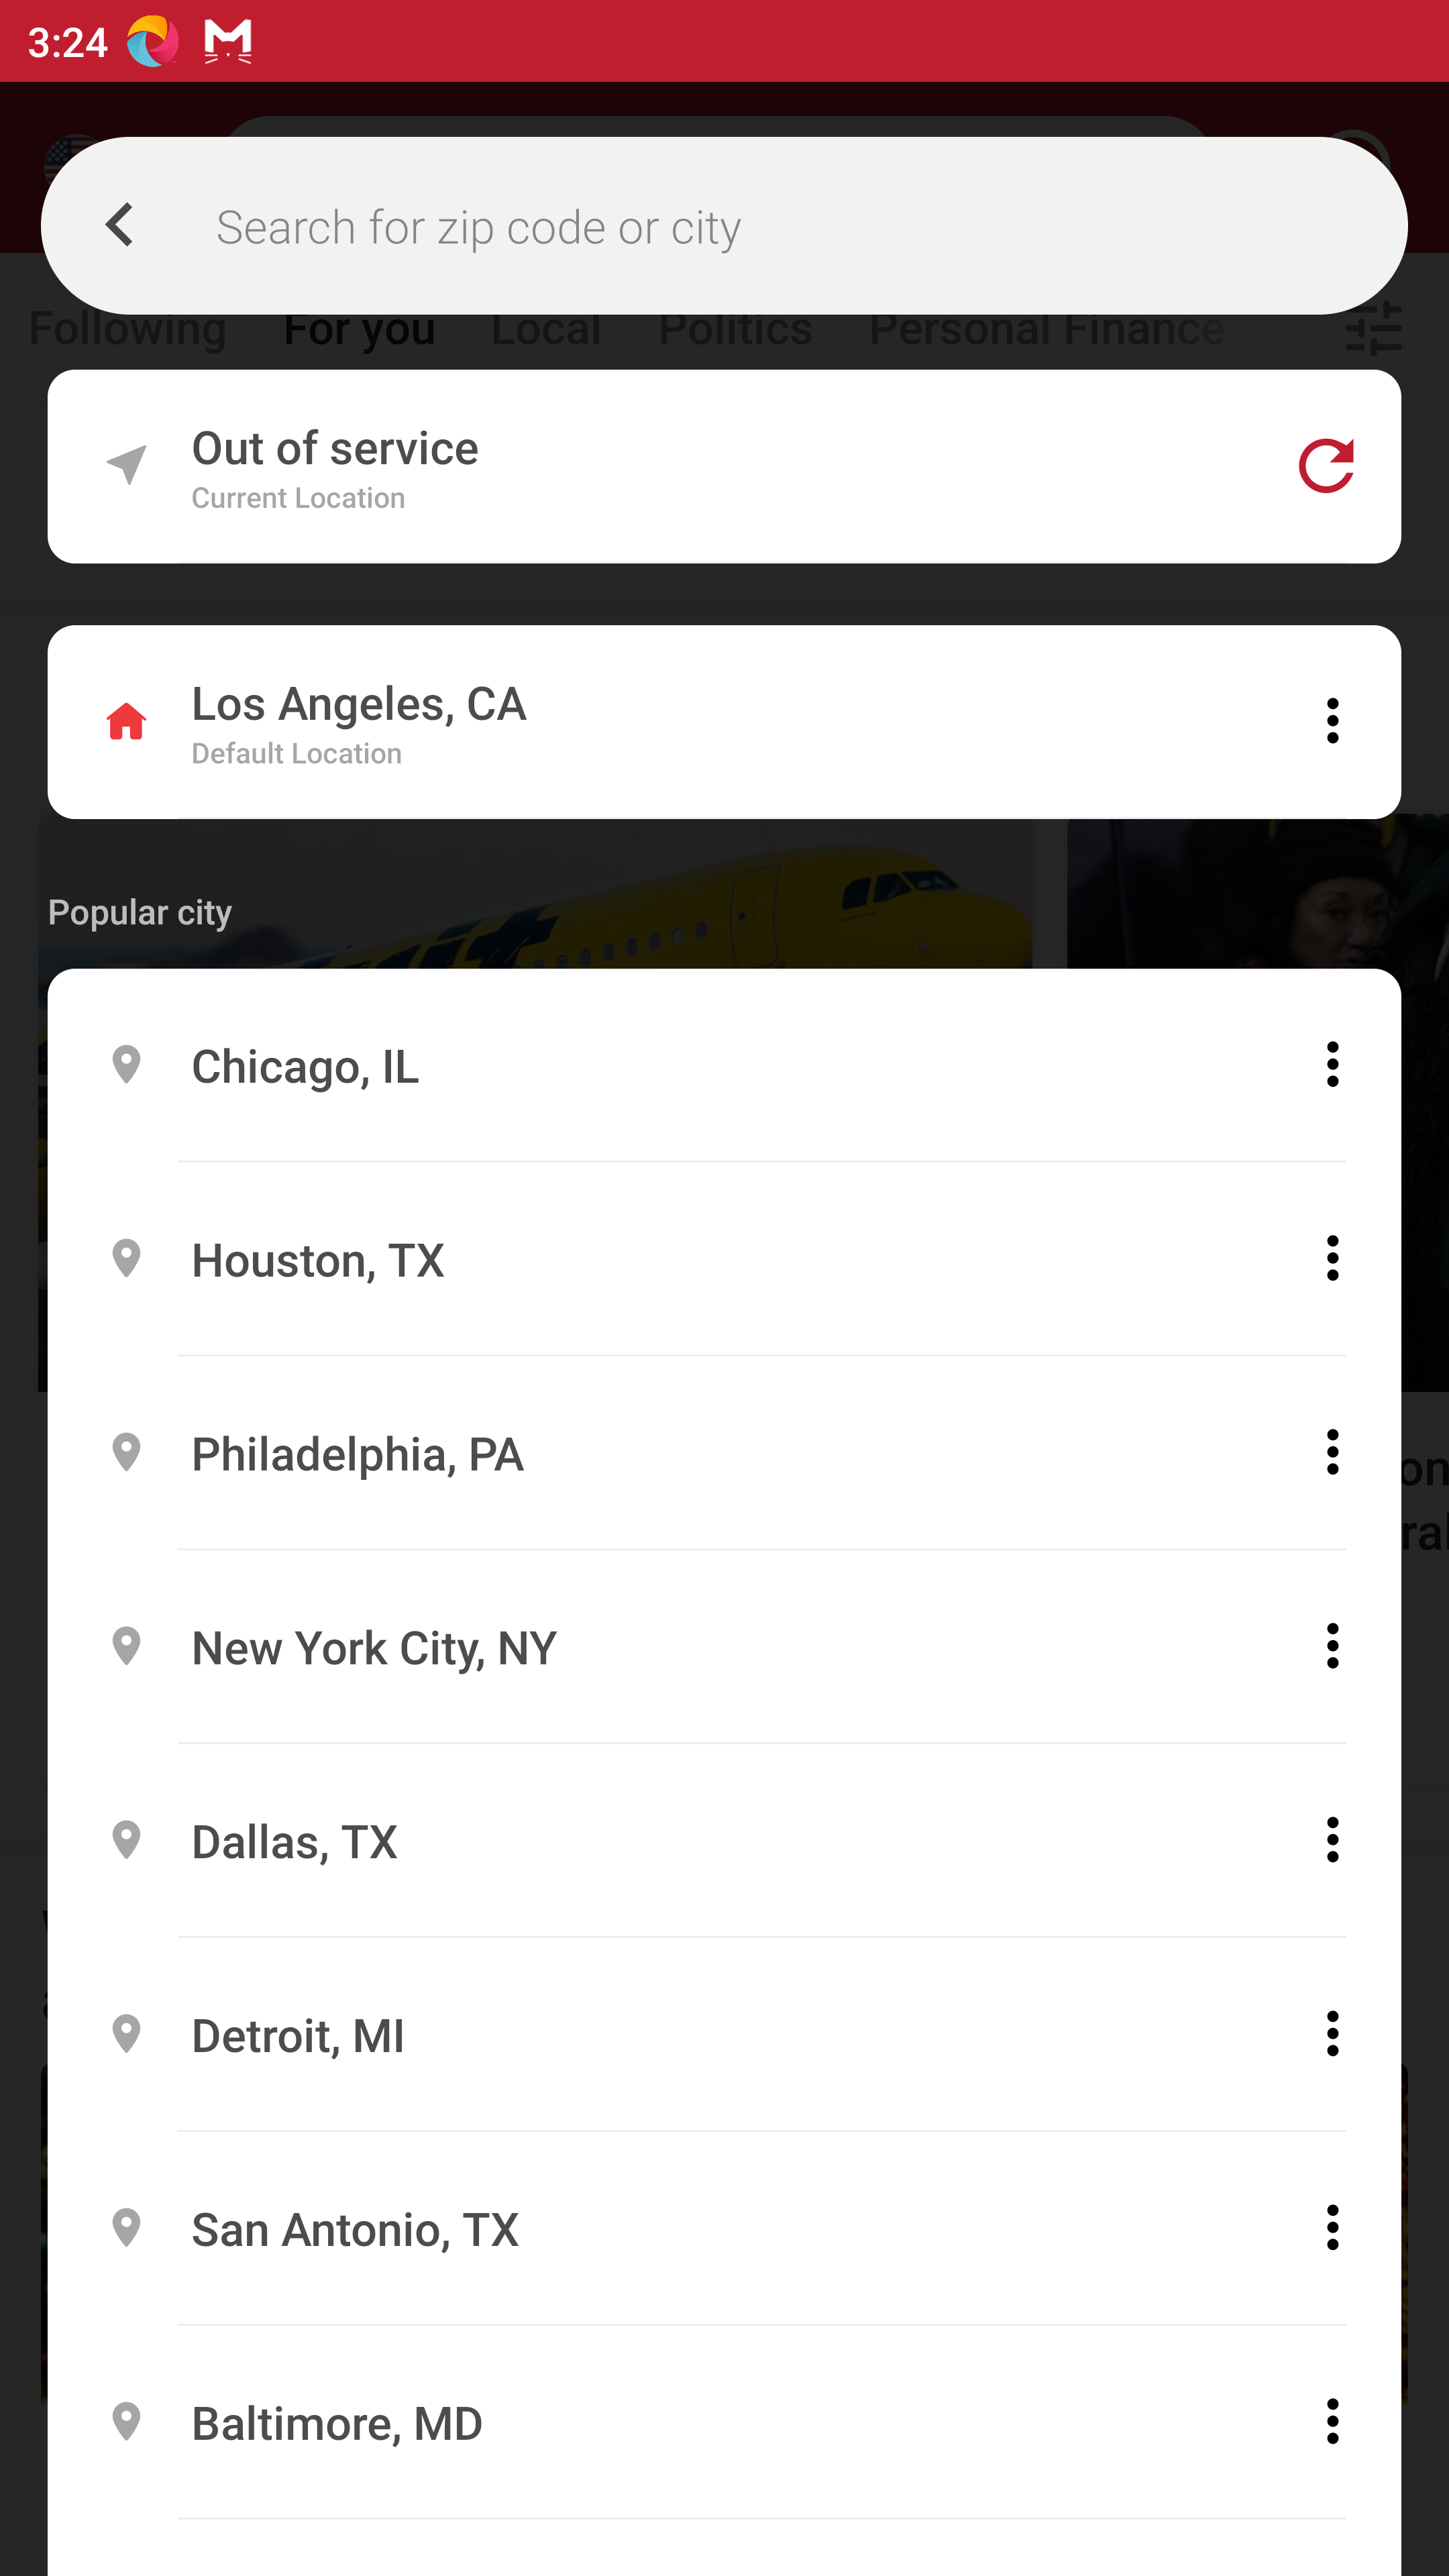 3:24
Search for zip code or city
Following For you Local Politics Personal Finance
Out of service
Current Location
Los Angeles, CA
Default Location
Popular city
Chicago, IL
Houston, TX
Philadelphia, PA
New York City, NY
Dallas, TX
Detroit, MI
San Antonio, TX
Baltimore, MD